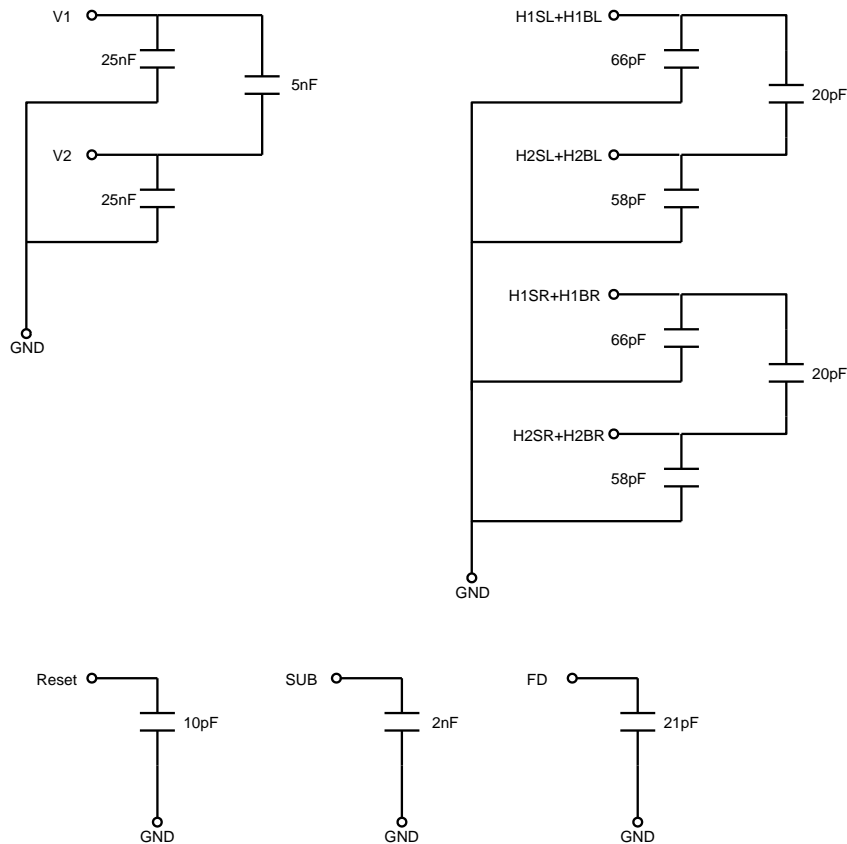 V1
25nF
5nF
V2
25nF
GND
H1SL+H1BL
66pF
20pF
H2SL+H2BL
58pF
H1SR+H1BR
66pF
20pF
H2SR+H2BR
58pF
GND
Reset
10pF
GND
SUB
2nF
GND
FD
21pF
GND